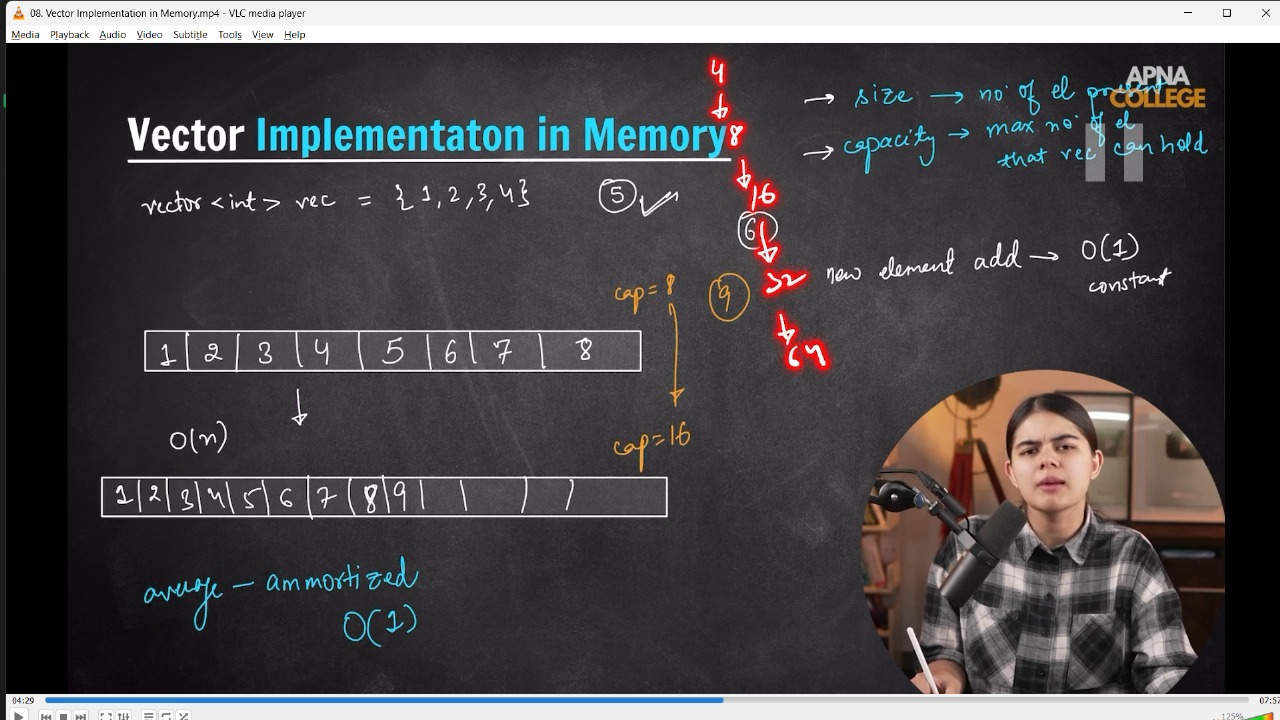 08. Vector Implementation in Memory.mp4 - VLC media player
Media Playback Audio Video Subtitle Tools View Help
4
8
16
32
64
APNA
COLLEGE
→ size → no. of el present
→ capacity → max no. of el
that vec can hold
Vector Implementaton in Memory
vector <int> vec = {1, 2, 3, 4}
5
6
new element add → O(1)
constant
cap = 8
9
1 2 3 4 5 6 7 8
O(n)
cap=16
1 2 3 4 5 6 7 8 9
average - ammortized
O(1)
04:29
125%